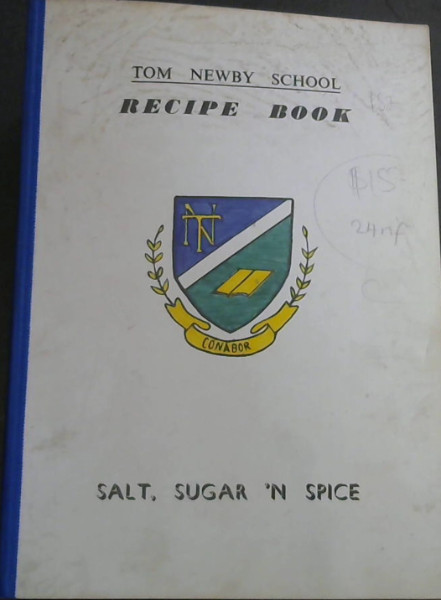 TOM NEWBY SCHOOL
RECIPE BOOK
TN
CONABOR
SALT, SUGAR 'N SPICE